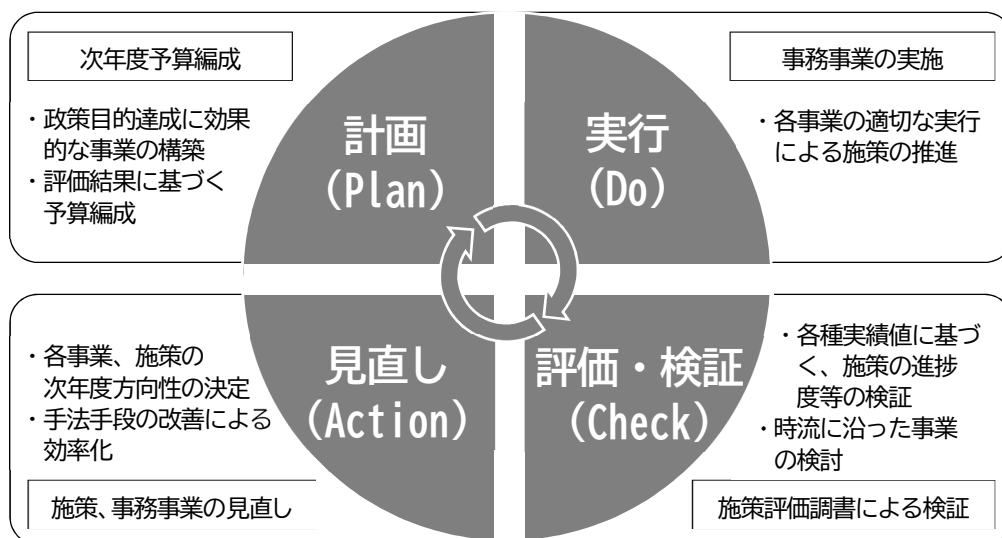 次年度予算編成
・政策目的達成に効果
的な事業の構築
・評価結果に基づく
予算編成
計画
(Plan)
実行
(Do)
事務事業の実施
・各事業の適切な実行
による施策の推進
・各事業、施策の
次年度方向性の決定
・手法手段の改善による
効率化
施策、事務事業の見直し
見直し
(Action)
評価・検証
(Check)
・各種実績値に基づ
く、施策の進捗
度等の検証
・時流に沿った事業
の検討
施策評価調書による検証